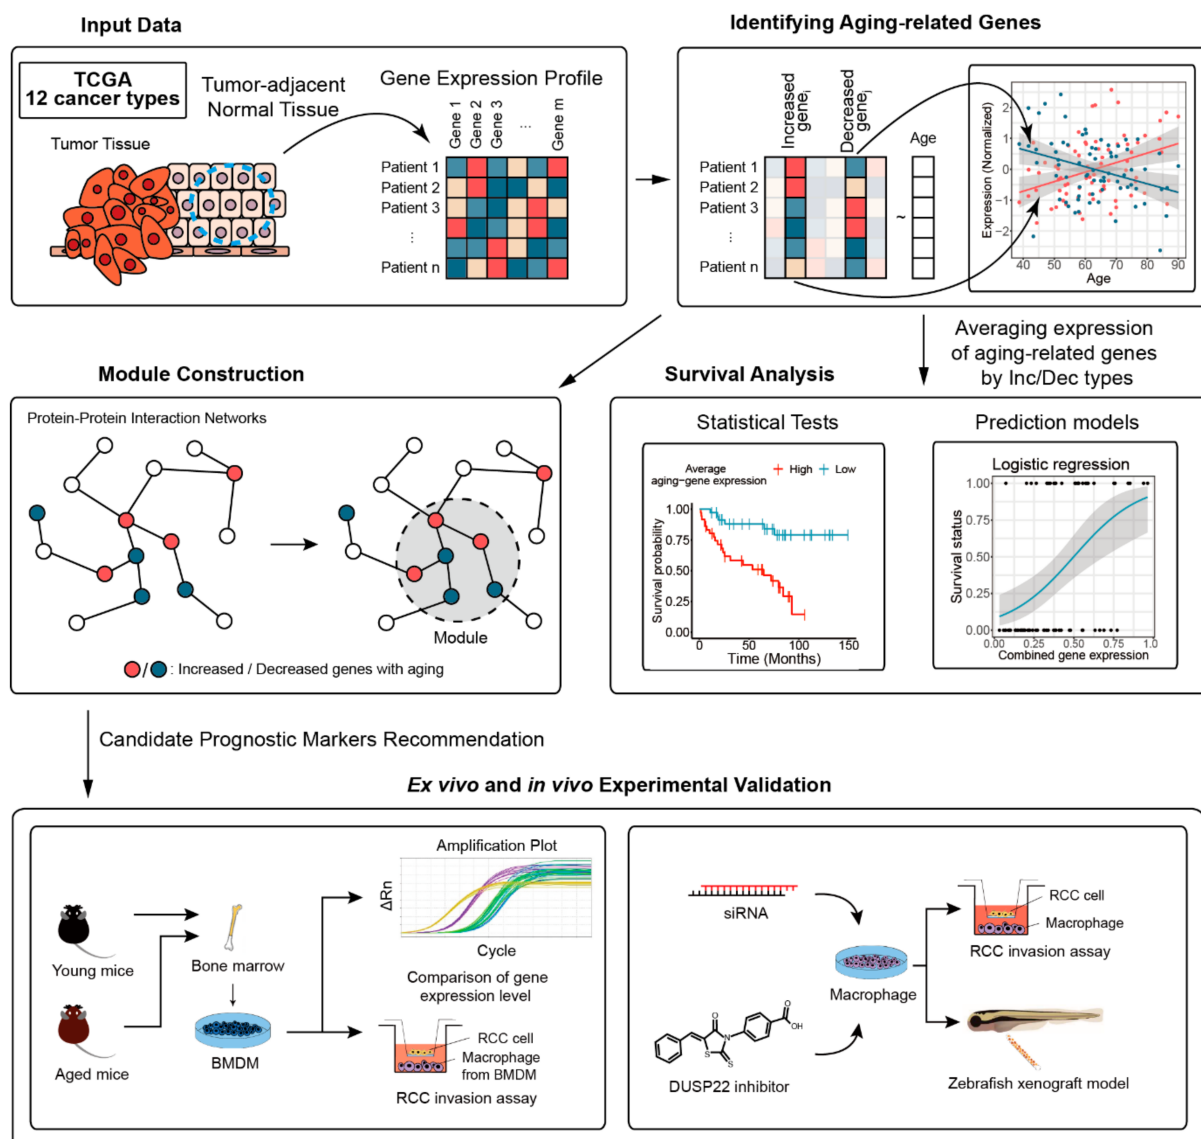 Input Data
TCGA
12 cancer types
Tumor-adjacent
Normal Tissue
Tumor Tissue
Gene Expression Profile
Gene 1
Gene 2
Gene 3
...
Gene m
Patient 1
Patient 2
Patient 3
...
Patient n
Identifying Aging-related Genes
Increased
geneᵢ
Decreased
geneⱼ
Age
Patient 1
Patient 2
Patient 3
...
Patient n
~
Expression (Normalized)
2
1
0
−1
−2
40 50 60 70 80 90
Age
Averaging expression
of aging-related genes
by Inc/Dec types
Module Construction
Protein-Protein Interaction Networks
Module
/ : Increased / Decreased genes with aging
Survival Analysis
Statistical Tests
Average
aging-gene expression
High Low
Survival probability
1.00
0.75
0.50
0.25
0.00
0 50 100 150
Time (Months)
Prediction models
Logistic regression
Survival status
1.00
0.75
0.50
0.25
0.00
0.00 0.25 0.50 0.75 1.0
Combined gene expression
Candidate Prognostic Markers Recommendation
Ex vivo and in vivo Experimental Validation
Young mice
Aged mice
Bone marrow
BMDM
Amplification Plot
ΔRn
Cycle
Comparison of gene
expression level
RCC cell
Macrophage
from BMDM
RCC invasion assay
siRNA
DUSP22 inhibitor
O
O
OH
N
S
S
Macrophage
RCC cell
Macrophage
RCC invasion assay
Zebrafish xenograft model